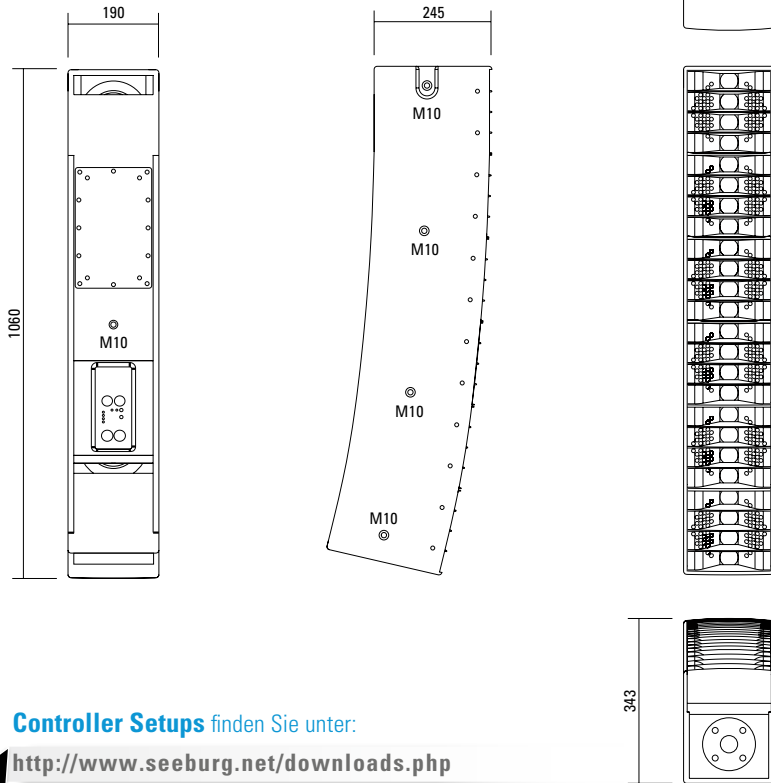 190
245
1060
M10
M10
M10
M10
M10
343
Controller Setups finden Sie unter:
http://www.seeburg.net/downloads.php